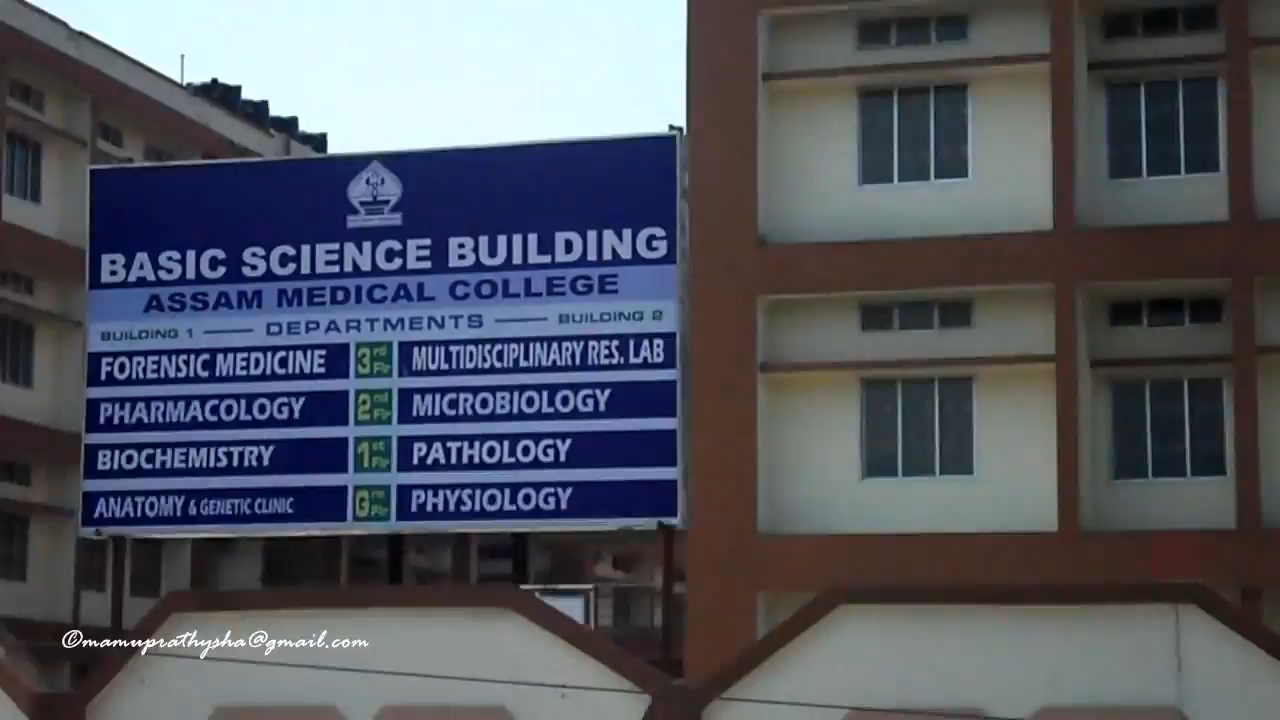 BASIC SCIENCE BUILDING
ASSAM MEDICAL COLLEGE
BUILDING 1 DEPARTMENTS BUILDING 2
FORENSIC MEDICINE 3rd Flr MULTIDISCIPLINARY RES. LAB
PHARMACOLOGY 2nd Flr MICROBIOLOGY
BIOCHEMISTRY 1st Flr PATHOLOGY
ANATOMY & GENETIC CLINIC Flr PHYSIOLOGY
©mamuprathysha@gmail.com